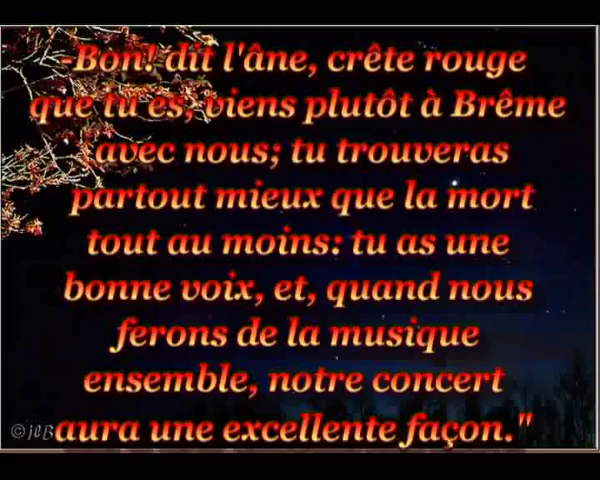 -Bon! dit l'âne, crête rouge
que tu es, viens plutôt à Brême
avec nous; tu trouveras
partout mieux que la mort
tout au moins: tu as une
bonne voix, et, quand nous
ferons de la musique
ensemble, notre concert
aura une excellente façon."
©jCB